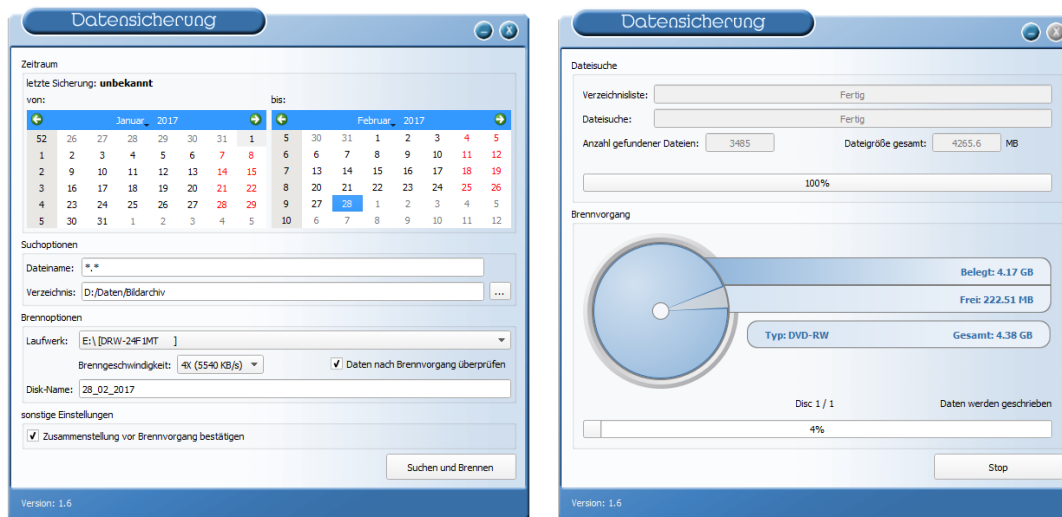 Datensicherung
Zeitraum
letzte Sicherung: unbekannt
von: bis:
Januar 2017
52 26 27 28 29 30 31 1
1 2 3 4 5 6 7 8
2 9 10 11 12 13 14 15
3 16 17 18 19 20 21 22
4 23 24 25 26 27 28 29
5 30 31 1 2 3 4 5
Februar 2017
5 30 31 1 2 3 4 5
6 6 7 8 9 10 11 12
7 13 14 15 16 17 18 19
8 20 21 22 23 24 25 26
9 27 28 1 2 3 4 5
10 6 7 8 9 10 11 12
Suchoptionen
Dateiname: *.*
Verzeichnis: D:/Daten/Bildarchiv ...
Brennoptionen
Laufwerk: E:\ [DRW-24F1MT ]
Brenngeschwindigkeit: 4X (5540 KB/s) Daten nach Brennvorgang überprüfen
Disk-Name: 28_02_2017
sonstige Einstellungen
Zusammenstellung vor Brennvorgang bestätigen
Suchen und Brennen
Version: 1.6
Datensicherung
Dateisuche
Verzeichnisliste: Fertig
Dateisuche: Fertig
Anzahl gefundener Dateien: 3485 Dateigröße gesamt: 4265.6 MB
100%
Brennvorgang
Belegt: 4.17 GB
Frei: 222.51 MB
Typ: DVD-RW Gesamt: 4.38 GB
Disc 1 / 1 Daten werden geschrieben
4%
Stop
Version: 1.6